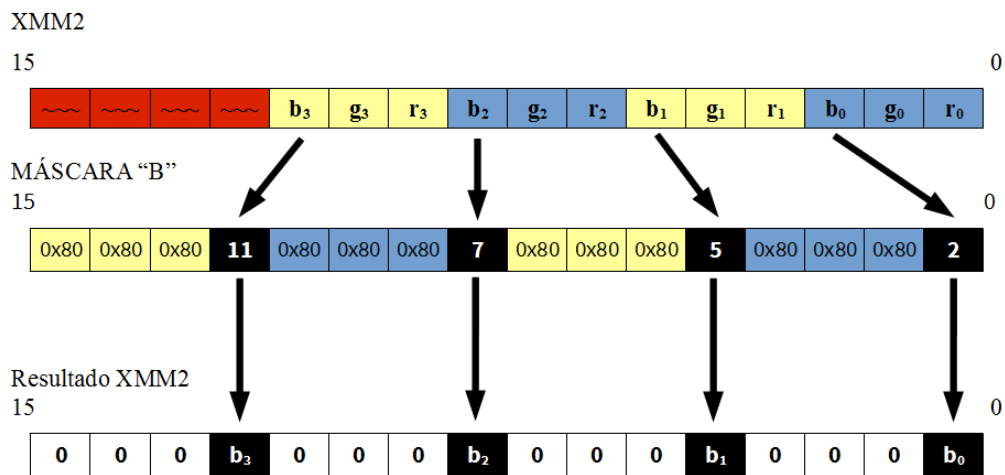 XMM2
15 0
~~~ ~~~ ~~~ ~~~ b₃ g₃ r₃ b₂ g₂ r₂ b₁ g₁ r₁ b₀ g₀ r₀
MÁSCARA “B”
15 0
0x80 0x80 0x80 11 0x80 0x80 0x80 7 0x80 0x80 0x80 5 0x80 0x80 0x80 2
Resultado XMM2
15 0
0 0 0 b₃ 0 0 0 b₂ 0 0 0 b₁ 0 0 0 b₀